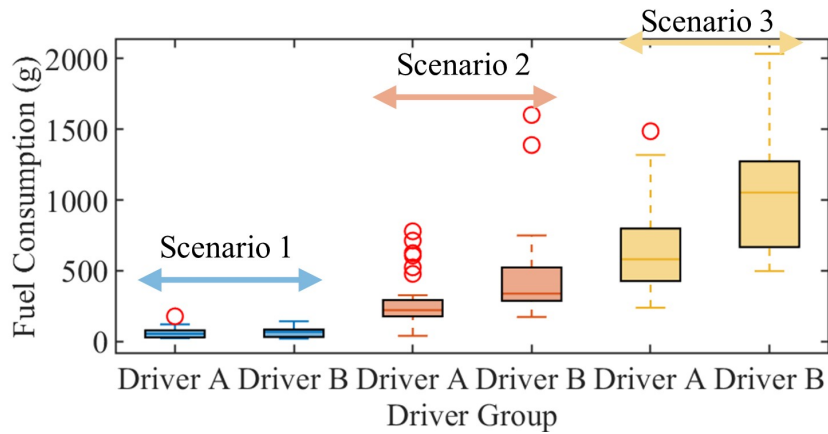 Scenario 3
Scenario 2
Scenario 1
Fuel Consumption (g)
2000
1500
1000
500
0
Driver A Driver B Driver A Driver B Driver A Driver B
Driver Group